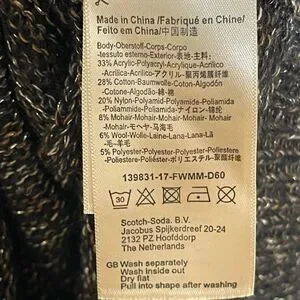 Made in China /Fabriqué en Chine/
Feito em China/中国制造
Body-Oberstoff-Corps-Corpo
-tessuto esterno-Exterior-表地-主料:
33% Acrylic-Polyacryl-Acrylique-Acrilico
-Acrílica-Acrílico-アクリル-聚丙烯腈纤维
28% Cotton-Baumwolle-Coton-Algodón
-Cotone-Algodão-綿-棉
20% Nylon-Polyamid-Polyamide-Poliamida
-Poliammide-Poliamida-ナイロン-锦纶
8% Mohair-Mohair-Mohair-Mohair-Mohair
-Mohair-モヘヤ-马海毛
6% Wool-Wolle-Laine-Lana-Lana-Lã
-毛-羊毛
5% Polyester-Polyester-Polyester-Poliéster
-Poliestere-Poliéster-ポリエステル-聚酯纤维
139831-17-FWMM-D60
30
Scotch-Soda. B.V.
Jacobus Spijkerdreef 20-24
2132 PZ Hoofddorp
The Netherlands
GB Wash separately
Wash inside out
Dry flat
Pull into shape after washing